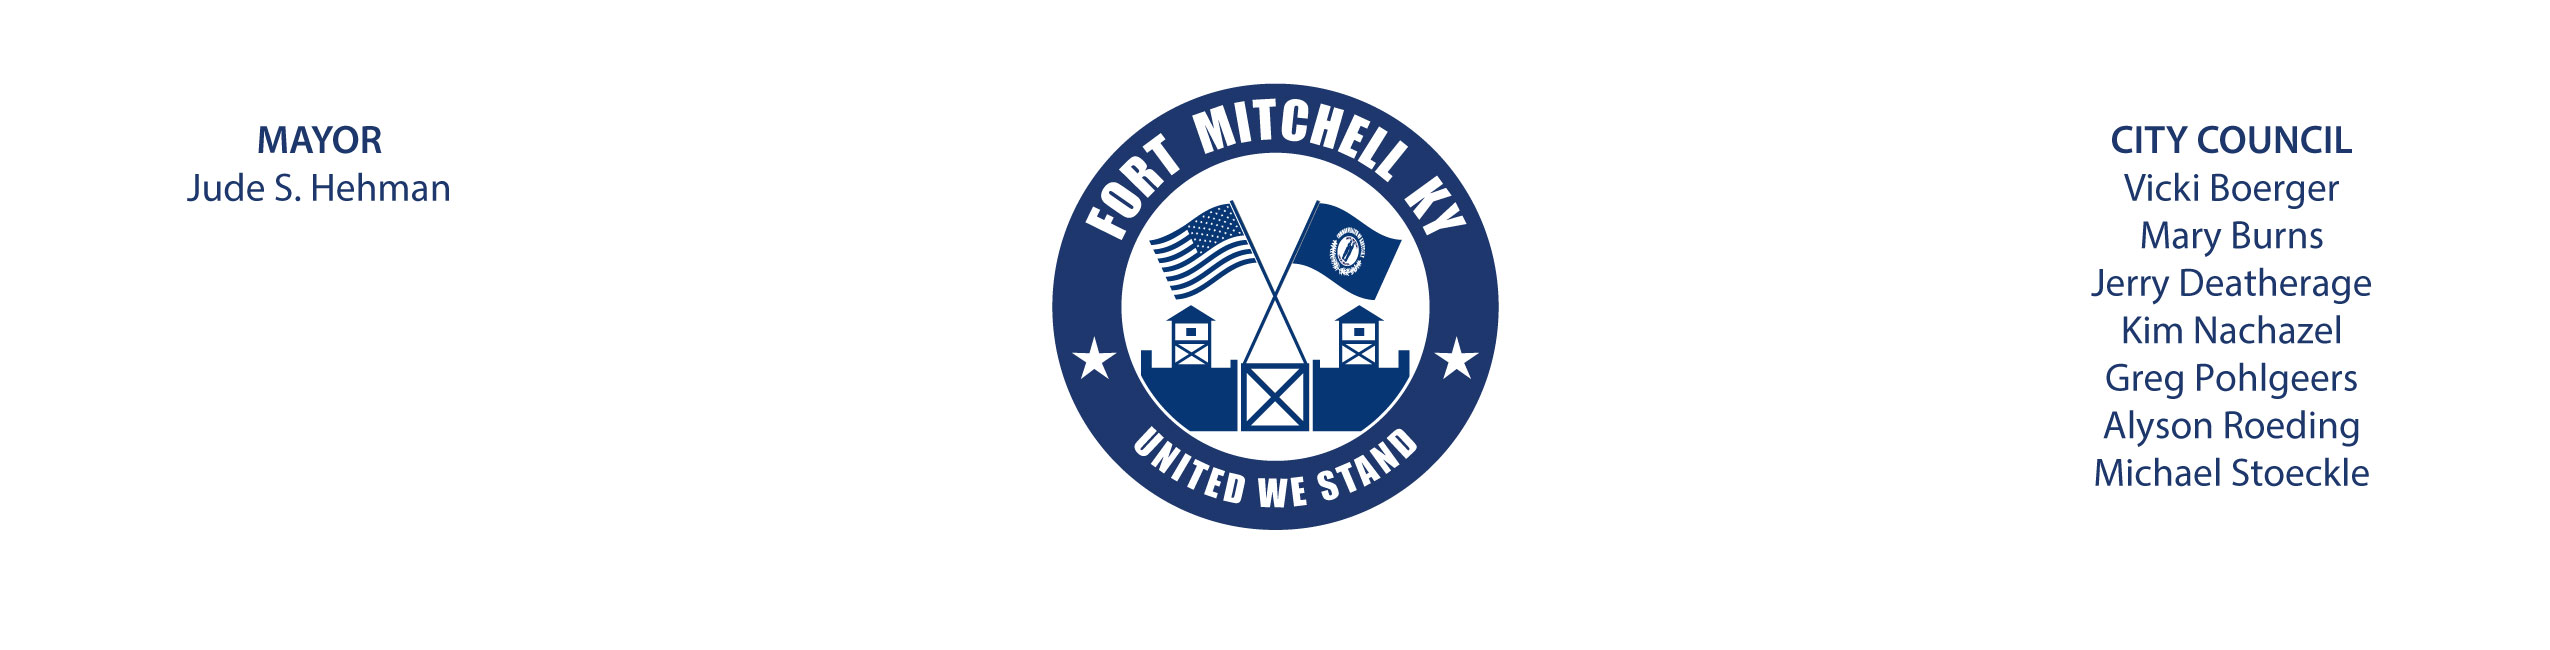 MAYOR
Jude S. Hehman
FORT MITCHELL KY
UNITED WE STAND
CITY COUNCIL
Vicki Boerger
Mary Burns
Jerry Deatherage
Kim Nachazel
Greg Pohlgeers
Alyson Roeding
Michael Stoeckle